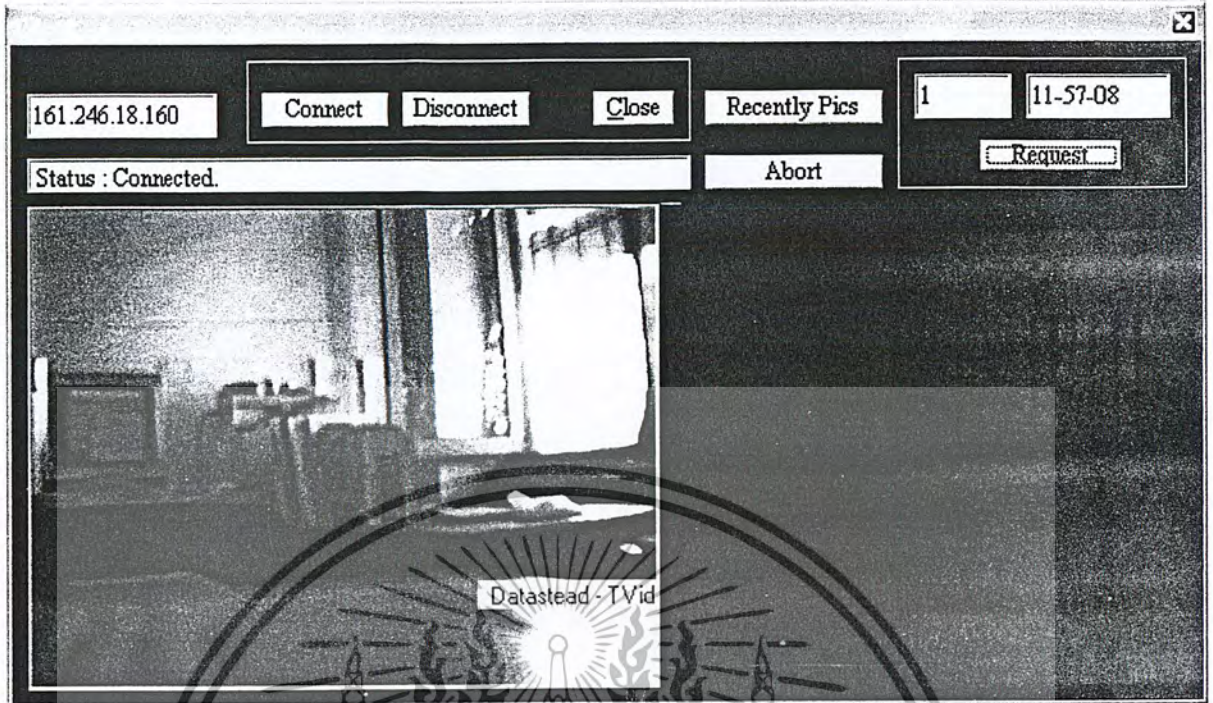 161.246.18.160 Connect Disconnect Close Recently Pics 1 11-57-08
Request
Status : Connected. Abort
Datastead - TVid